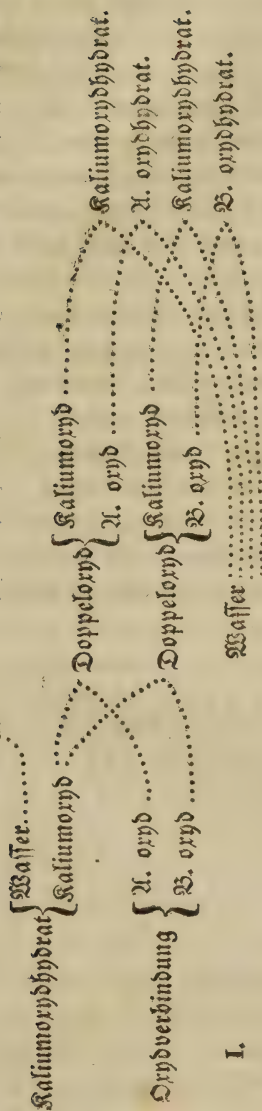 I.
Kaliumoxydhydrat { Wasser
Kaliumoxyd
Oxydverbindung { A. oxyd
B. oxyd
Doppeloxyd { Kaliumoxyd
A. oxyd
Doppeloxyd { Kaliumoxyd
B. oxyd
Wasser
Kaliumoxydhydrat.
A. oxydhydrat.
Kaliumoxydhydrat.
B. oxydhydrat.